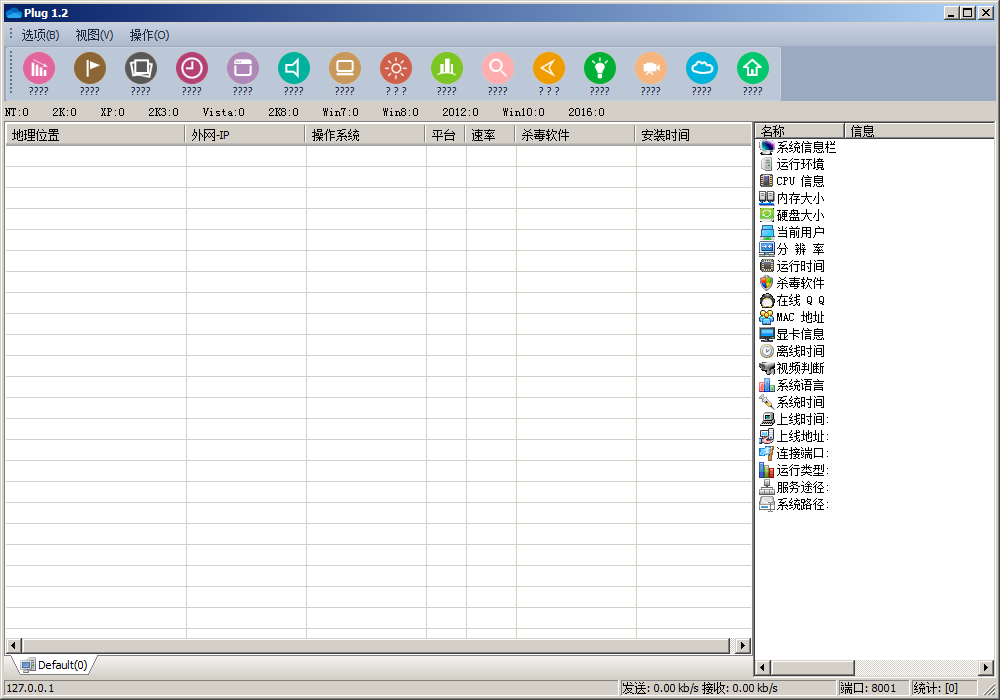 Plug 1.2
选项(B) 视图(V) 操作(O)
???? ???? ???? ???? ???? ???? ???? ? ? ? ???? ???? ? ? ? ???? ???? ???? ????
NT:0 2K:0 XP:0 2K3:0 Vista:0 2K8:0 Win7:0 Win8:0 2012:0 Win10:0 2016:0
地理位置 外网-IP 操作系统 平台 速率 杀毒软件 安装时间
名称 信息
系统信息栏
运行环境
CPU 信息
内存大小
硬盘大小
当前用户
分 辨 率
运行时间
杀毒软件
在线 Q Q
MAC 地址
显卡信息
离线时间
视频判断
系统语言
系统时间
上线时间:
上线地址:
连接端口:
运行类型:
服务途径:
系统路径:
Default(0)
127.0.0.1 发送: 0.00 kb/s 接收: 0.00 kb/s 端口: 8001 统计: [0]